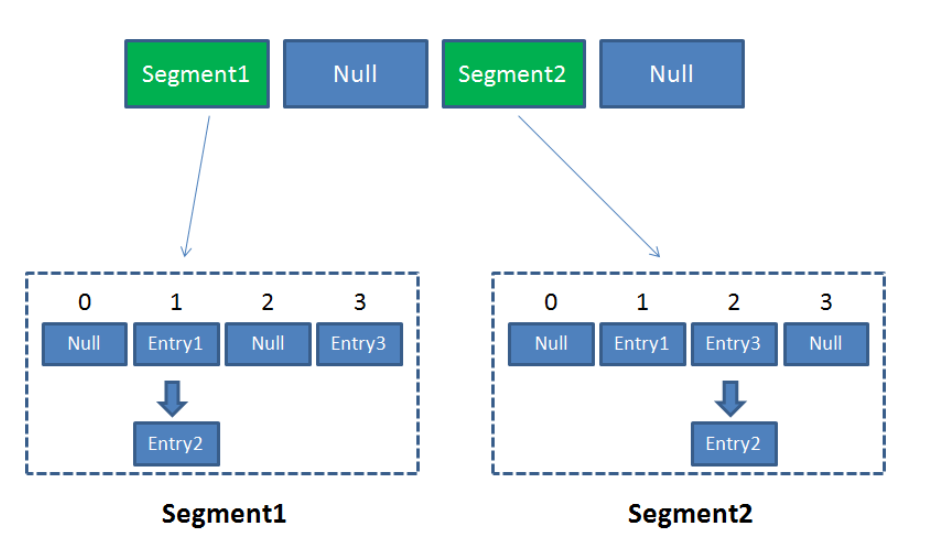 Segment1 Null Segment2 Null
0 1 2 3
Null Entry1 Null Entry3
Entry2
Segment1
0 1 2 3
Null Entry1 Entry3 Null
Entry2
Segment2